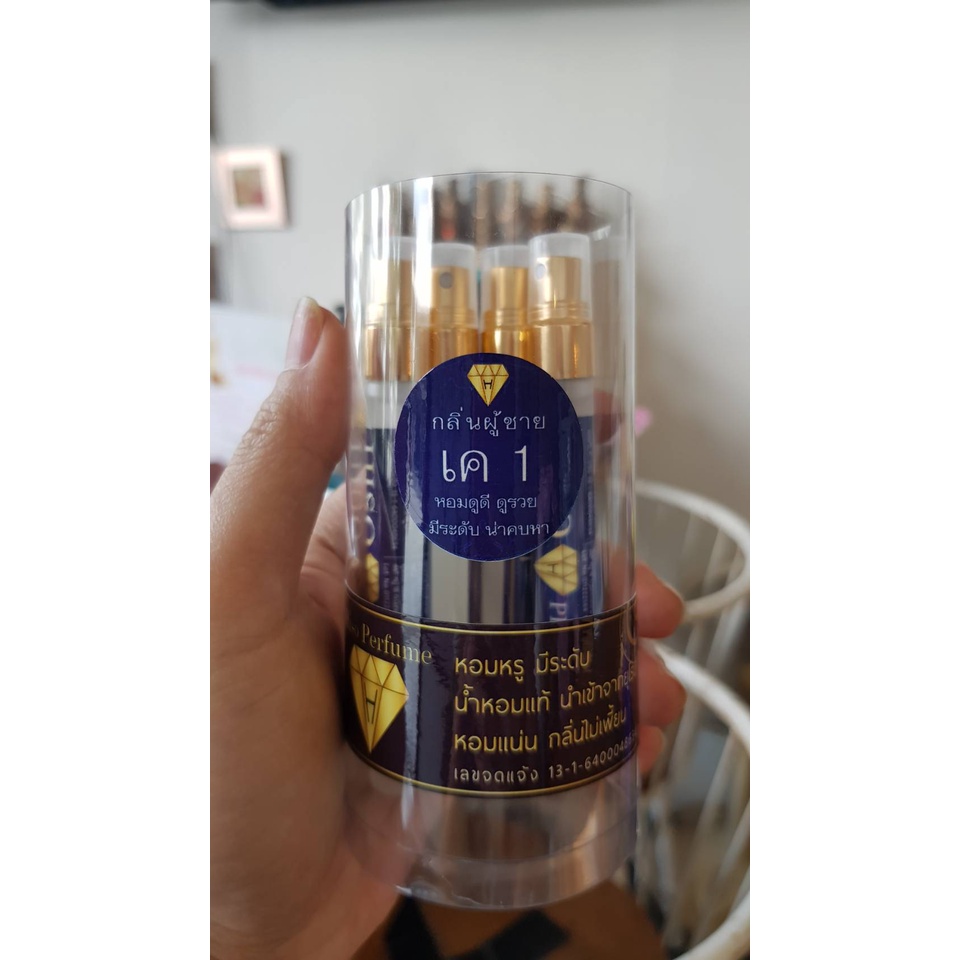 H
กลิ่นผู้ชาย
เค 1
หอมดูดี ดูรวย
มีระดับ น่าคบหา
OSHI
Perfume
H
หอมหรู มีระดับ
น้ำหอมแท้ นำเข้าจาก
หอมแน่น กลิ่นไม่เพี้ยน
เลขจดแจ้ง 13-1-64000